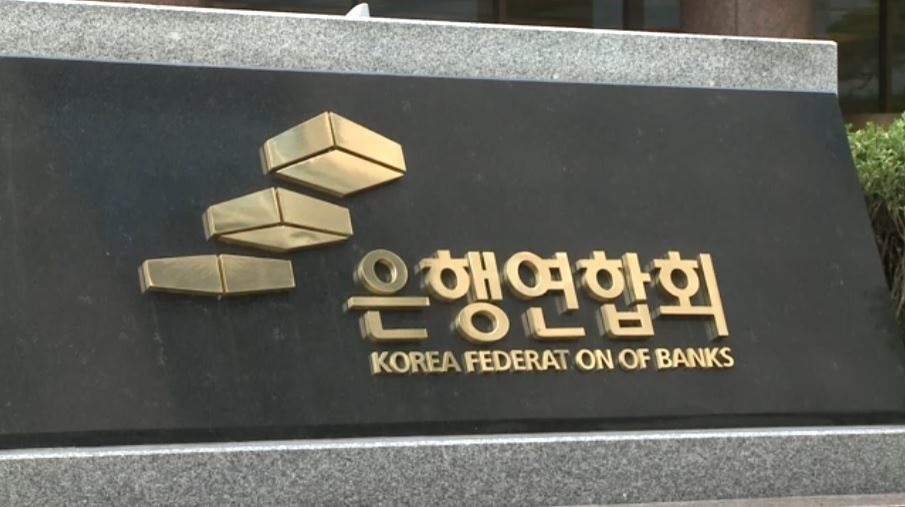 은행연합회
KOREA FEDERAT ON OF BANKS